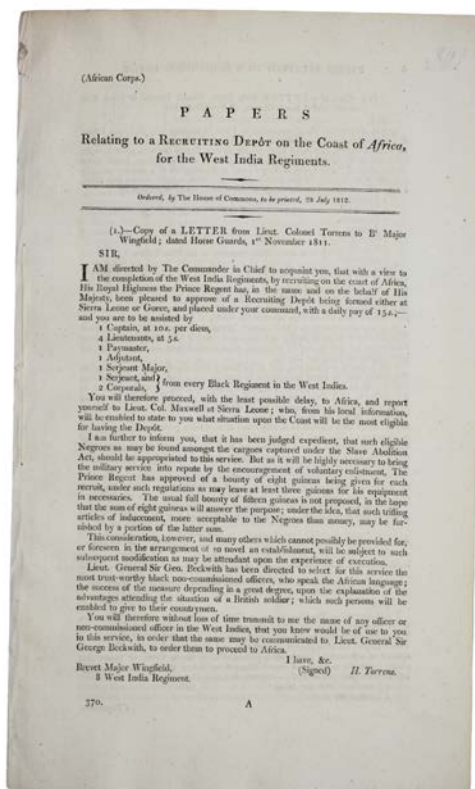 (African Corps.)
PAPERS
Relating to a RECRUITING DEPÔT on the Coast of Africa,
for the West India Regiments.
Ordered, by The House of Commons, to be printed, 28 July 1812.
(1.)—Copy of a LETTER from Lieut. Colonel Torrens to Bt Major
Wingfield; dated Horse Guards, 1st November 1811.
SIR,
I AM directed by The Commander in Chief to acquaint you, that with a view to
the completion of the West India Regiments, by recruiting on the coast of Africa,
His Royal Highness the Prince Regent has, in the name and on the behalf of His
Majesty, been pleased to approve of a Recruiting Depôt being formed either at
Sierra Leone or Goree, and placed under your command, with a daily pay of 15s.;—
and you are to be assisted by
1 Captain, at 10s. per diem,
4 Lieutenants, at 5s.
1 Paymaster,
1 Adjutant,
1 Serjeant Major,
1 Serjeant, and
2 Corporals, } from every Black Regiment in the West Indies.
You will therefore proceed, with the least possible delay, to Africa, and report
yourself to Lieut. Col. Maxwell at Sierra Leone; who, from his local information,
will be enabled to state to you what situation upon the Coast will be the most eligible
for having the Depôt.
I am further to inform you, that it has been judged expedient, that such eligible
Negroes as may be found amongst the cargoes captured under the Slave Abolition
Act, should be appropriated to this service. But as it will be highly necessary to bring
the military service into repute by the encouragement of voluntary enlistment, The
Prince Regent has approved of a bounty of eight guineas being given for each
recruit, under such regulations as may leave at least three guineas for his equipment
in necessaries. The usual full bounty of fifteen guineas is not proposed, in the hope
that the sum of eight guineas will answer the purpose; under the idea, that such trifling
articles of inducement, more acceptable to the Negroes than money, may be fur-
nished by a portion of the latter sum.
This consideration, however, and many others which cannot possibly be provided for,
or foreseen in the arrangement of so novel an establishment, will be subject to such
subsequent modification as may be attendant upon the experience of execution.
Lieut. General Sir Geo. Beckwith has been directed to select for this service the
most trust-worthy black non-commissioned officers, who speak the African language;
the success of the measure depending in a great degree, upon the explanation of the
advantages attending the situation of a British soldier; which such persons will be
enabled to give to their countrymen.
You will therefore without loss of time transmit to me the name of any officer or
non-commissioned officer in the West Indies, that you know would be of use to you
in this service, in order that the same may be communicated to Lieut. General Sir
George Beckwith, to order them to proceed to Africa.
I have, &c.
Brevet Major Wingfield, (Signed) H. Torrens.
8 West India Regiment.
370. A